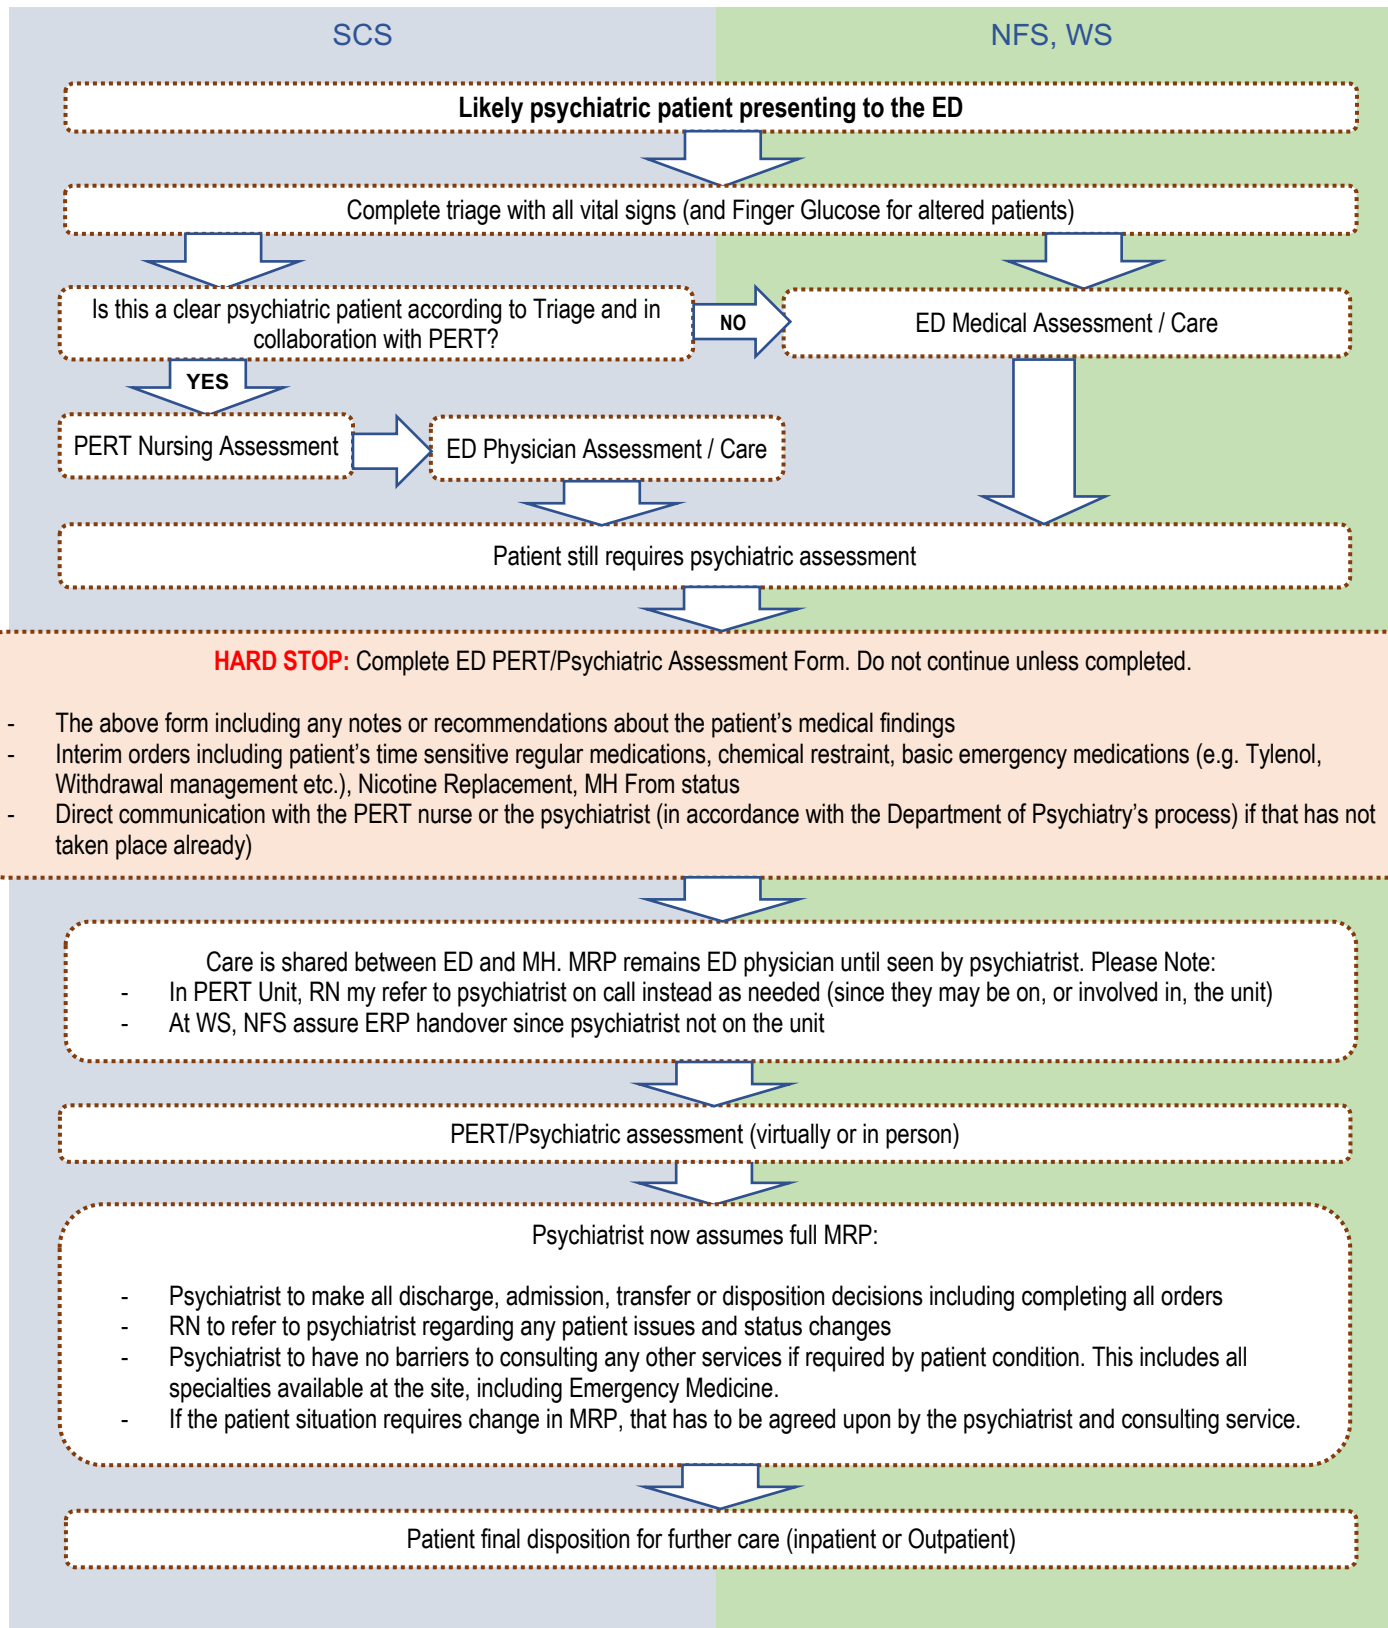 SCS
NFS, WS
Likely psychiatric patient presenting to the ED
Complete triage with all vital signs (and Finger Glucose for altered patients)
Is this a clear psychiatric patient according to Triage and in
collaboration with PERT?
NO
ED Medical Assessment / Care
YES
PERT Nursing Assessment
ED Physician Assessment / Care
Patient still requires psychiatric assessment
HARD STOP: Complete ED PERT/Psychiatric Assessment Form. Do not continue unless completed.
- The above form including any notes or recommendations about the patient’s medical findings
- Interim orders including patient’s time sensitive regular medications, chemical restraint, basic emergency medications (e.g. Tylenol,
Withdrawal management etc.), Nicotine Replacement, MH From status
- Direct communication with the PERT nurse or the psychiatrist (in accordance with the Department of Psychiatry’s process) if that has not
taken place already)
Care is shared between ED and MH. MRP remains ED physician until seen by psychiatrist. Please Note:
- In PERT Unit, RN my refer to psychiatrist on call instead as needed (since they may be on, or involved in, the unit)
- At WS, NFS assure ERP handover since psychiatrist not on the unit
PERT/Psychiatric assessment (virtually or in person)
Psychiatrist now assumes full MRP:
- Psychiatrist to make all discharge, admission, transfer or disposition decisions including completing all orders
- RN to refer to psychiatrist regarding any patient issues and status changes
- Psychiatrist to have no barriers to consulting any other services if required by patient condition. This includes all
specialties available at the site, including Emergency Medicine.
- If the patient situation requires change in MRP, that has to be agreed upon by the psychiatrist and consulting service.
Patient final disposition for further care (inpatient or Outpatient)